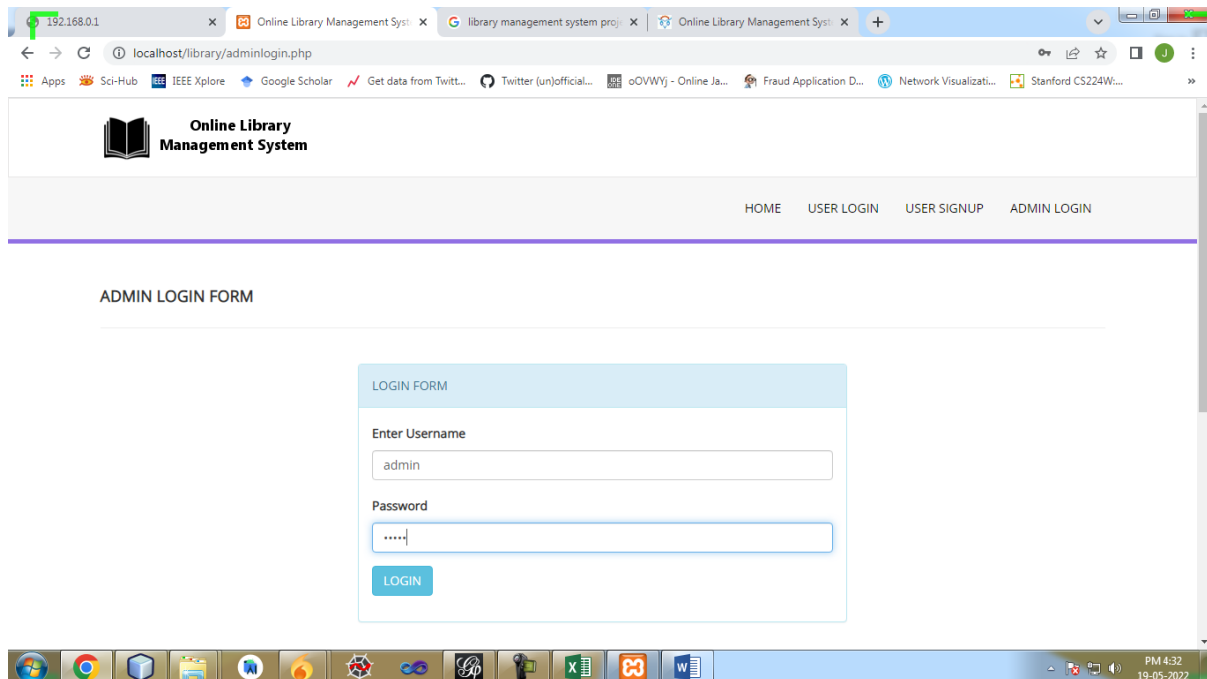 192.168.0.1
Online Library Management Syst
library management system proj
Online Library Management Syst
localhost/library/adminlogin.php
J
Apps
Sci-Hub
IEEE
IEEE Xplore
Google Scholar
Get data from Twitt...
Twitter (un)official...
oOVWYj - Online Ja...
Fraud Application D...
Network Visualizati...
Stanford CS224W:...
»
Online Library
Management System
HOME
USER LOGIN
USER SIGNUP
ADMIN LOGIN
ADMIN LOGIN FORM
LOGIN FORM
Enter Username
admin
Password
•••••
LOGIN
PM 4:32
19-05-2022